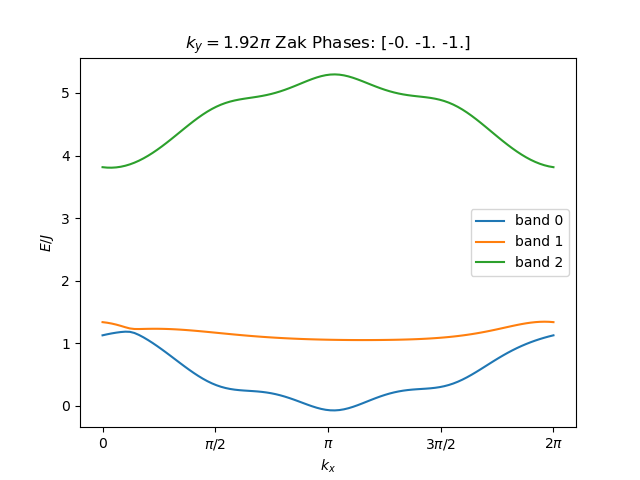 k_y = 1.92π Zak Phases: [-0. -1. -1.]
E/J
5
4
3
2
1
0
band 0
band 1
band 2
0
π/2
π
3π/2
2π
k_x